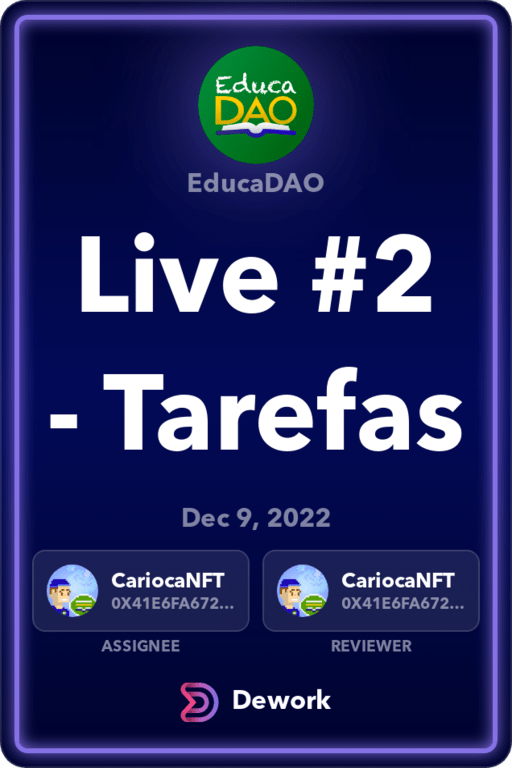 Educa
DAO
EducaDAO
Live #2
- Tarefas
Dec 9, 2022
CariocaNFT
0X41E6FA672...
ASSIGNEE
CariocaNFT
0X41E6FA672...
REVIEWER
Dework